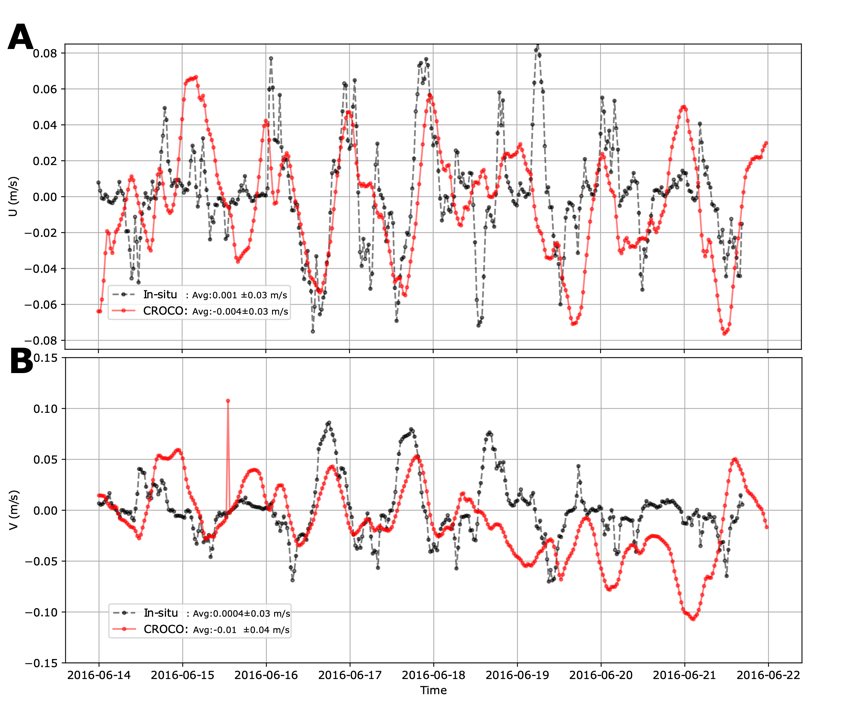 A
0.08
0.06
0.04
0.02
0.00
−0.02
−0.04
−0.06
−0.08
U (m/s)
In-situ : Avg:0.001 ±0.03 m/s
CROCO: Avg:-0.004±0.03 m/s
B
0.15
0.10
0.05
0.00
−0.05
−0.10
−0.15
V (m/s)
In-situ : Avg:0.0004±0.03 m/s
CROCO: Avg:-0.01 ±0.04 m/s
2016-06-14 2016-06-15 2016-06-16 2016-06-17 2016-06-18 2016-06-19 2016-06-20 2016-06-21 2016-06-22
Time